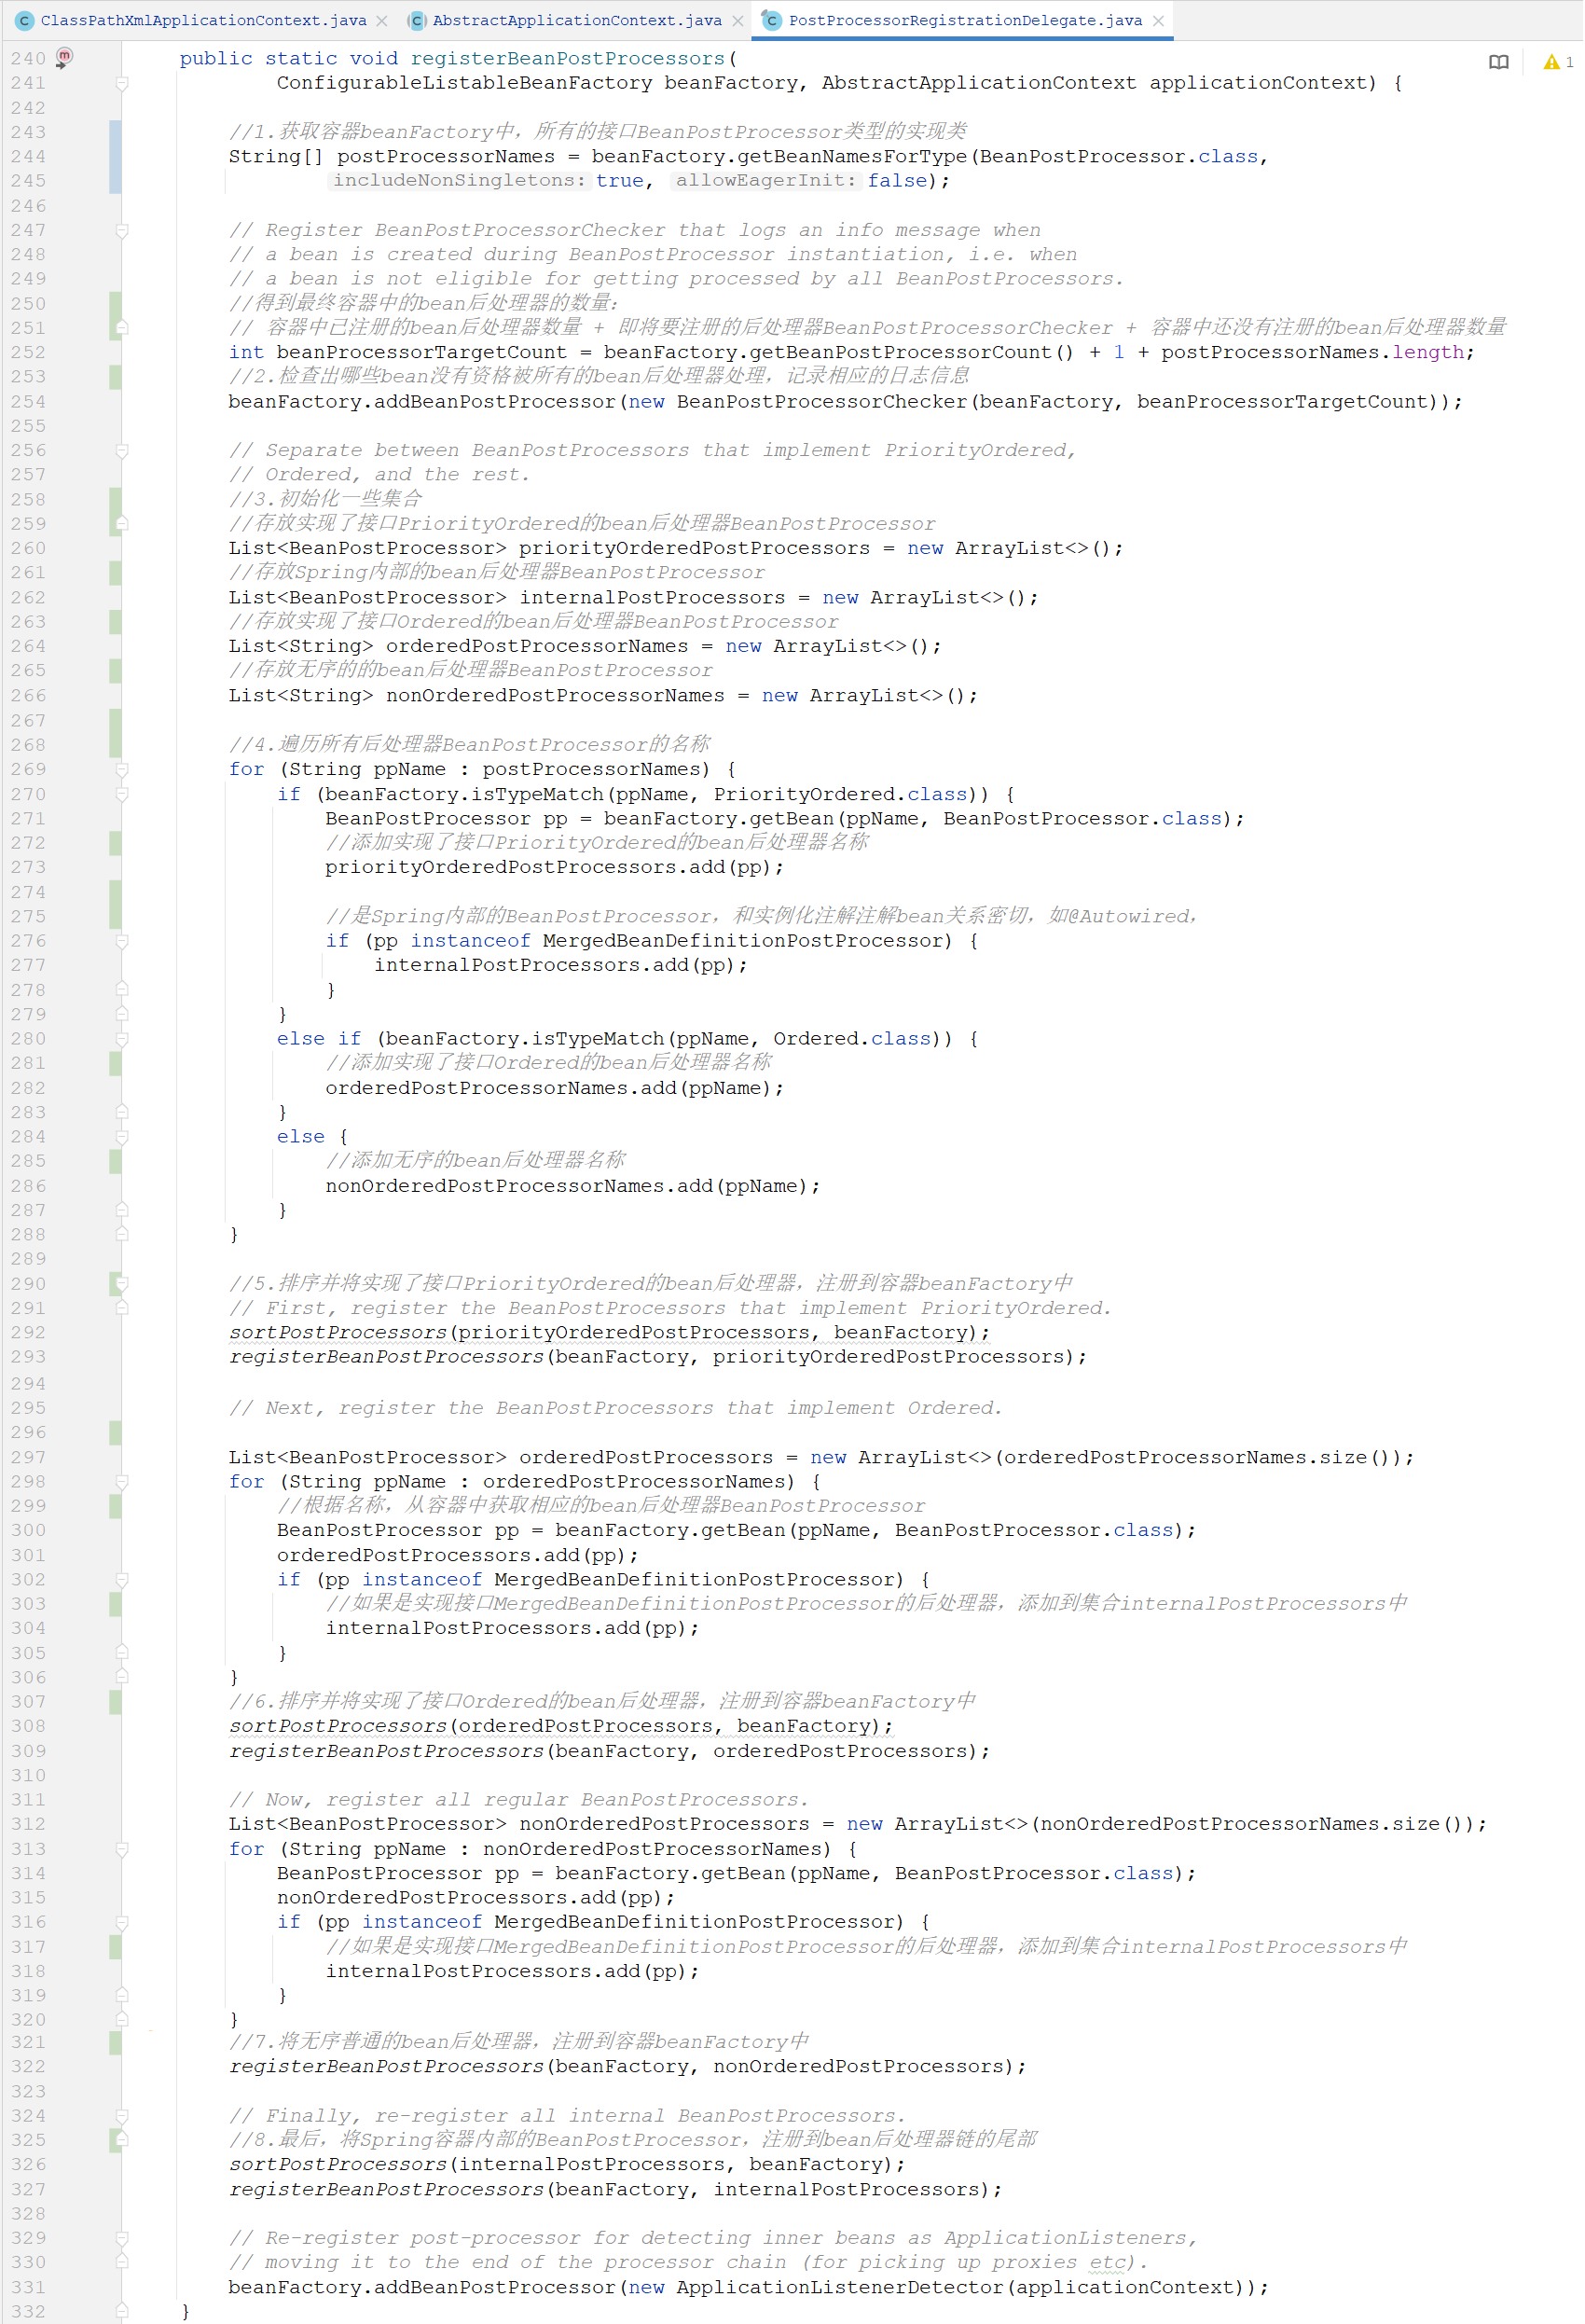 ClassPathXmlApplicationContext.java AbstractApplicationContext.java PostProcessorRegistrationDelegate.java
240 public static void registerBeanPostProcessors( 1
241 ConfigurableListableBeanFactory beanFactory, AbstractApplicationContext applicationContext) {
242
243 //1.获取容器beanFactory中，所有的接口BeanPostProcessor类型的实现类
244 String[] postProcessorNames = beanFactory.getBeanNamesForType(BeanPostProcessor.class,
245 includeNonSingletons: true, allowEagerInit: false);
246
247 // Register BeanPostProcessorChecker that logs an info message when
248 // a bean is created during BeanPostProcessor instantiation, i.e. when
249 // a bean is not eligible for getting processed by all BeanPostProcessors.
250 //得到最终容器中的bean后处理器的数量：
251 // 容器中已注册的bean后处理器数量 + 即将要注册的后处理器BeanPostProcessorChecker + 容器中还没有注册的bean后处理器数量
252 int beanProcessorTargetCount = beanFactory.getBeanPostProcessorCount() + 1 + postProcessorNames.length;
253 //2.检查出哪些bean没有资格被所有的bean后处理器处理，记录相应的日志信息
254 beanFactory.addBeanPostProcessor(new BeanPostProcessorChecker(beanFactory, beanProcessorTargetCount));
255
256 // Separate between BeanPostProcessors that implement PriorityOrdered,
257 // Ordered, and the rest.
258 //3.初始化一些集合
259 //存放实现了接口PriorityOrdered的bean后处理器BeanPostProcessor
260 List<BeanPostProcessor> priorityOrderedPostProcessors = new ArrayList<>();
261 //存放Spring内部的bean后处理器BeanPostProcessor
262 List<BeanPostProcessor> internalPostProcessors = new ArrayList<>();
263 //存放实现了接口Ordered的bean后处理器BeanPostProcessor
264 List<String> orderedPostProcessorNames = new ArrayList<>();
265 //存放无序的的bean后处理器BeanPostProcessor
266 List<String> nonOrderedPostProcessorNames = new ArrayList<>();
267
268 //4.遍历所有后处理器BeanPostProcessor的名称
269 for (String ppName : postProcessorNames) {
270 if (beanFactory.isTypeMatch(ppName, PriorityOrdered.class)) {
271 BeanPostProcessor pp = beanFactory.getBean(ppName, BeanPostProcessor.class);
272 //添加实现了接口PriorityOrdered的bean后处理器名称
273 priorityOrderedPostProcessors.add(pp);
274
275 //是Spring内部的BeanPostProcessor，和实例化注解注解bean关系密切，如@Autowired，
276 if (pp instanceof MergedBeanDefinitionPostProcessor) {
277 internalPostProcessors.add(pp);
278 }
279 }
280 else if (beanFactory.isTypeMatch(ppName, Ordered.class)) {
281 //添加实现了接口Ordered的bean后处理器名称
282 orderedPostProcessorNames.add(ppName);
283 }
284 else {
285 //添加无序的bean后处理器名称
286 nonOrderedPostProcessorNames.add(ppName);
287 }
288 }
289
290 //5.排序并将实现了接口PriorityOrdered的bean后处理器，注册到容器beanFactory中
291 // First, register the BeanPostProcessors that implement PriorityOrdered.
292 sortPostProcessors(priorityOrderedPostProcessors, beanFactory);
293 registerBeanPostProcessors(beanFactory, priorityOrderedPostProcessors);
294
295 // Next, register the BeanPostProcessors that implement Ordered.
296
297 List<BeanPostProcessor> orderedPostProcessors = new ArrayList<>(orderedPostProcessorNames.size());
298 for (String ppName : orderedPostProcessorNames) {
299 //根据名称，从容器中获取相应的bean后处理器BeanPostProcessor
300 BeanPostProcessor pp = beanFactory.getBean(ppName, BeanPostProcessor.class);
301 orderedPostProcessors.add(pp);
302 if (pp instanceof MergedBeanDefinitionPostProcessor) {
303 //如果是实现接口MergedBeanDefinitionPostProcessor的后处理器，添加到集合internalPostProcessors中
304 internalPostProcessors.add(pp);
305 }
306 }
307 //6.排序并将实现了接口Ordered的bean后处理器，注册到容器beanFactory中
308 sortPostProcessors(orderedPostProcessors, beanFactory);
309 registerBeanPostProcessors(beanFactory, orderedPostProcessors);
310
311 // Now, register all regular BeanPostProcessors.
312 List<BeanPostProcessor> nonOrderedPostProcessors = new ArrayList<>(nonOrderedPostProcessorNames.size());
313 for (String ppName : nonOrderedPostProcessorNames) {
314 BeanPostProcessor pp = beanFactory.getBean(ppName, BeanPostProcessor.class);
315 nonOrderedPostProcessors.add(pp);
316 if (pp instanceof MergedBeanDefinitionPostProcessor) {
317 //如果是实现接口MergedBeanDefinitionPostProcessor的后处理器，添加到集合internalPostProcessors中
318 internalPostProcessors.add(pp);
319 }
320 }
321 //7.将无序普通的bean后处理器，注册到容器beanFactory中
322 registerBeanPostProcessors(beanFactory, nonOrderedPostProcessors);
323
324 // Finally, re-register all internal BeanPostProcessors.
325 //8.最后，将Spring容器内部的BeanPostProcessor，注册到bean后处理器链的尾部
326 sortPostProcessors(internalPostProcessors, beanFactory);
327 registerBeanPostProcessors(beanFactory, internalPostProcessors);
328
329 // Re-register post-processor for detecting inner beans as ApplicationListeners,
330 // moving it to the end of the processor chain (for picking up proxies etc).
331 beanFactory.addBeanPostProcessor(new ApplicationListenerDetector(applicationContext));
332 }